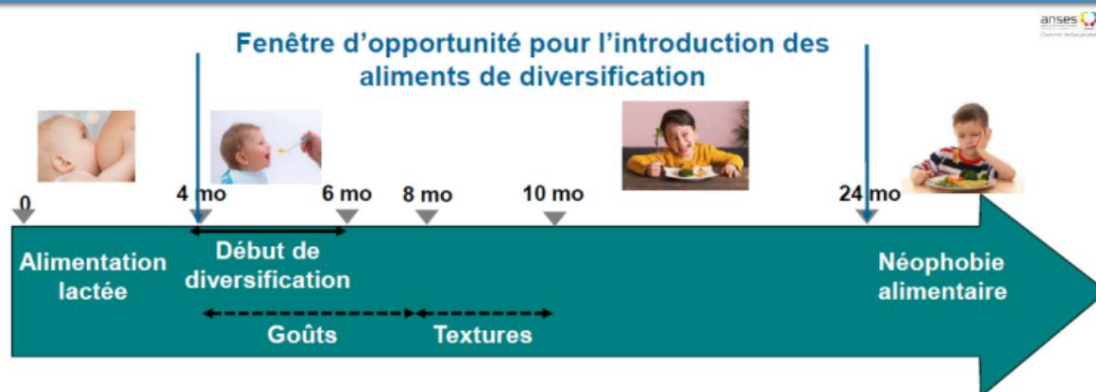 anses
Fenêtre d’opportunité pour l’introduction des
aliments de diversification
0
4 mo
6 mo
8 mo
10 mo
24 mo
Alimentation
lactée
Début de
diversification
Néophobie
alimentaire
Goûts
Textures